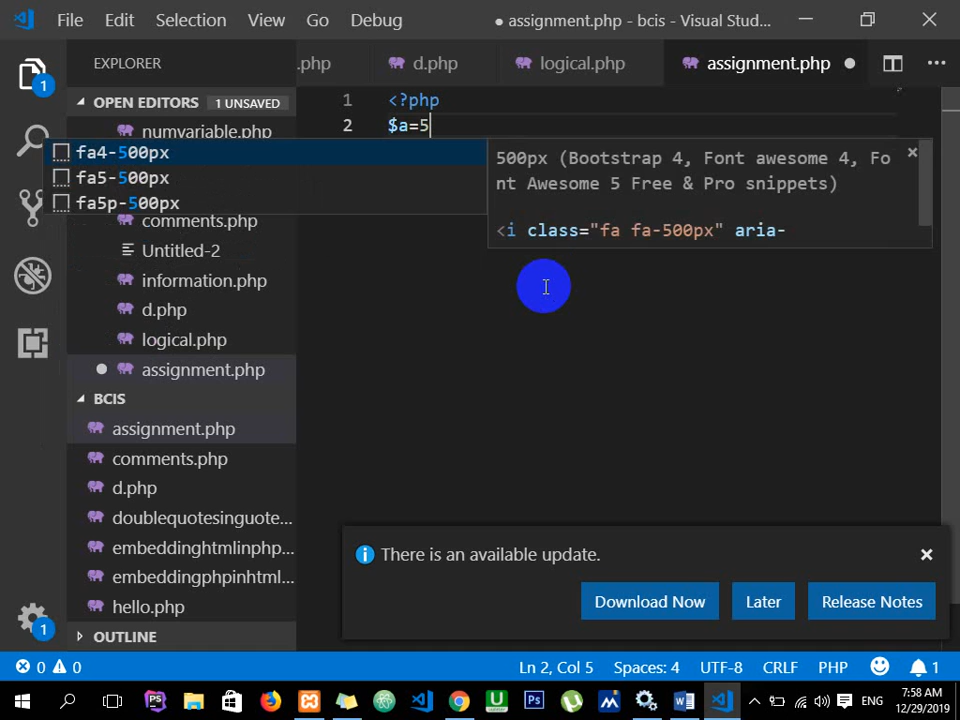 File Edit Selection View Go Debug
● assignment.php - bcis - Visual Stud...
EXPLORER
.php
d.php
logical.php
assignment.php
OPEN EDITORS 1 UNSAVED
numvariable.php
comments.php
Untitled-2
information.php
d.php
logical.php
assignment.php
BCIS
assignment.php
comments.php
d.php
doublequotesinguote...
embeddinghtmlinphp...
embeddingphpinhtml...
hello.php
OUTLINE
1
1
1 <?php
2 $a=5
fa4-500px
fa5-500px
fa5p-500px
500px (Bootstrap 4, Font awesome 4, Fo
nt Awesome 5 Free & Pro snippets)
<i class="fa fa-500px" aria-
There is an available update.
Download Now Later Release Notes
0 0 Ln 2, Col 5 Spaces: 4 UTF-8 CRLF PHP 1
ENG
7:58 AM
12/29/2019